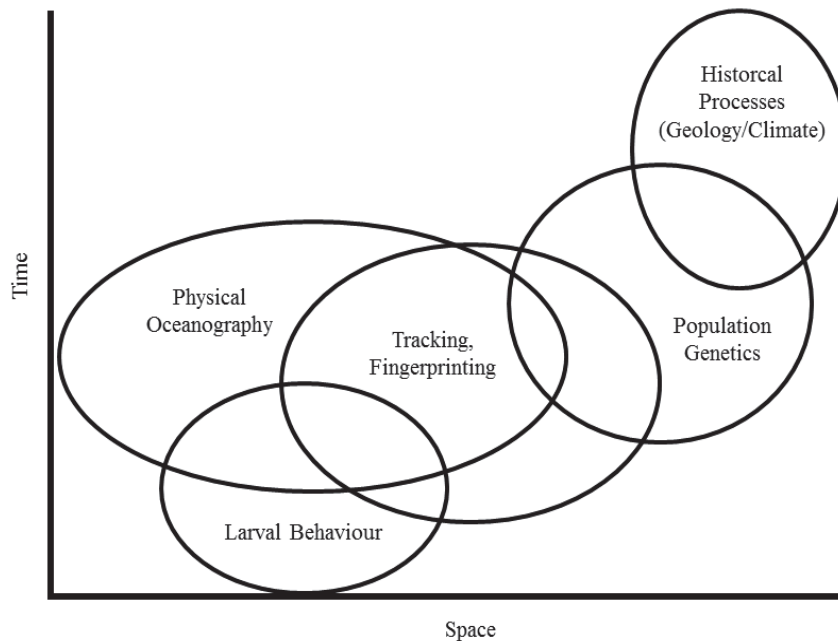 Historcal
Processes
(Geology/Climate)
Physical
Oceanography
Tracking,
Fingerprinting
Population
Genetics
Larval Behaviour
Time
Space